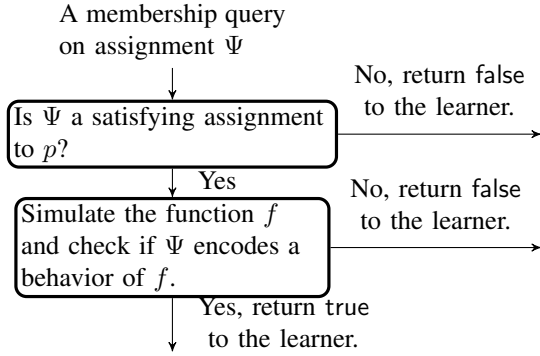 A membership query
on assignment Ψ
No, return false
to the learner.
Is Ψ a satisfying assignment
to p?
Yes
No, return false
to the learner.
Simulate the function f
and check if Ψ encodes a
behavior of f.
Yes, return true
to the learner.